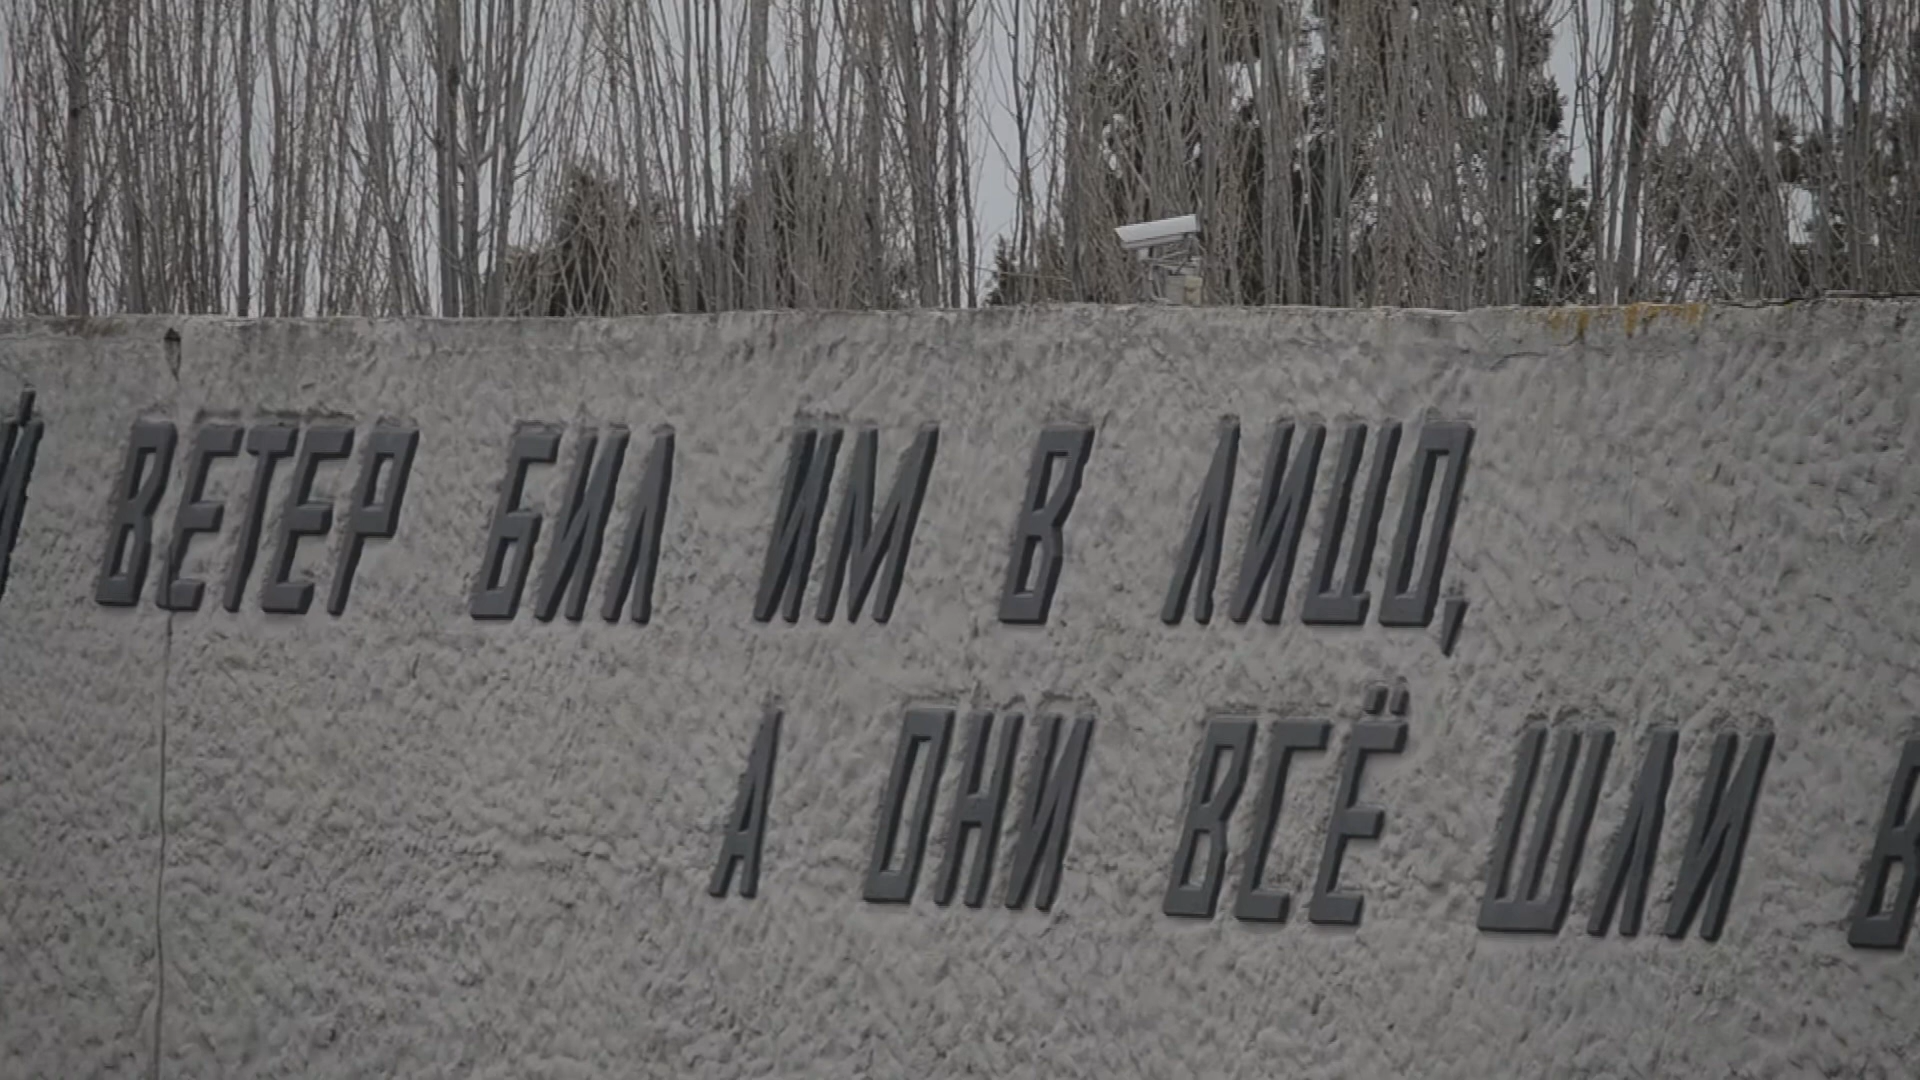 ВЕТЕР БИЛ ИМ В ЛИЦО,
А ОНИ ВСЁ ШЛИ В